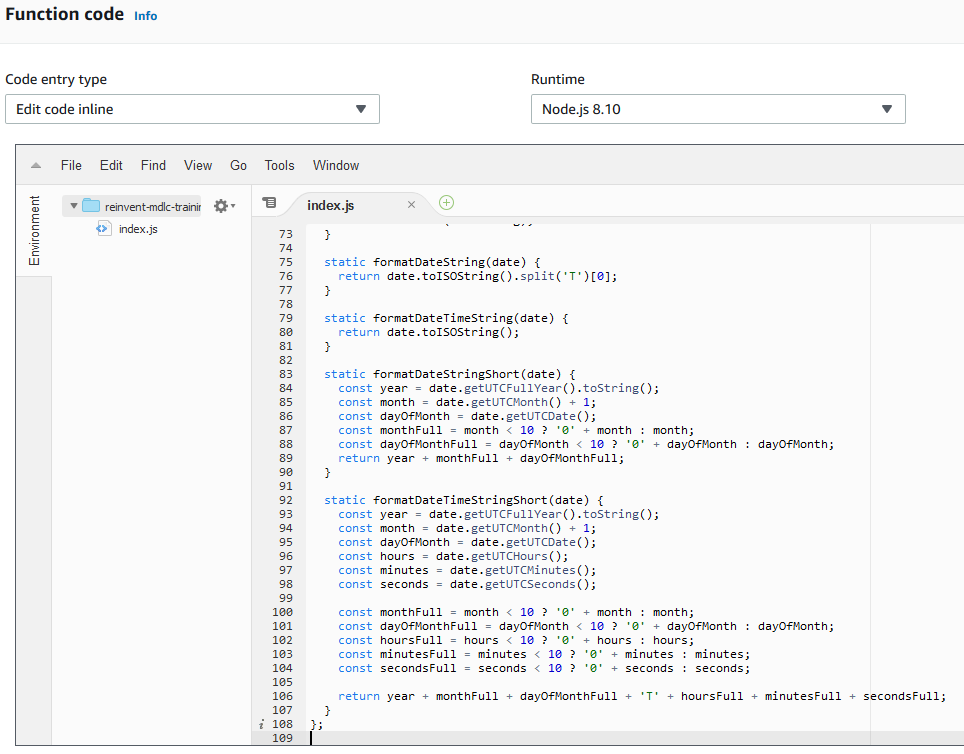 Function code Info
Code entry type
Runtime
Edit code inline
Node.js 8.10
File Edit Find View Go Tools Window
Environment
reinvent-mdlc-trainin
index.js
index.js
73 }
74
75 static formatDateString(date) {
76 return date.toISOString().split('T')[0];
77 }
78
79 static formatDateTimeString(date) {
80 return date.toISOString();
81 }
82
83 static formatDateStringShort(date) {
84 const year = date.getUTCFullYear().toString();
85 const month = date.getUTCMonth() + 1;
86 const dayOfMonth = date.getUTCDate();
87 const monthFull = month < 10 ? '0' + month : month;
88 const dayOfMonthFull = dayOfMonth < 10 ? '0' + dayOfMonth : dayOfMonth;
89 return year + monthFull + dayOfMonthFull;
90 }
91
92 static formatDateTimeStringShort(date) {
93 const year = date.getUTCFullYear().toString();
94 const month = date.getUTCMonth() + 1;
95 const dayOfMonth = date.getUTCDate();
96 const hours = date.getUTCHours();
97 const minutes = date.getUTCMinutes();
98 const seconds = date.getUTCSeconds();
99
100 const monthFull = month < 10 ? '0' + month : month;
101 const dayOfMonthFull = dayOfMonth < 10 ? '0' + dayOfMonth : dayOfMonth;
102 const hoursFull = hours < 10 ? '0' + hours : hours;
103 const minutesFull = minutes < 10 ? '0' + minutes : minutes;
104 const secondsFull = seconds < 10 ? '0' + seconds : seconds;
105
106 return year + monthFull + dayOfMonthFull + 'T' + hoursFull + minutesFull + secondsFull;
107 }
i 108 };
109